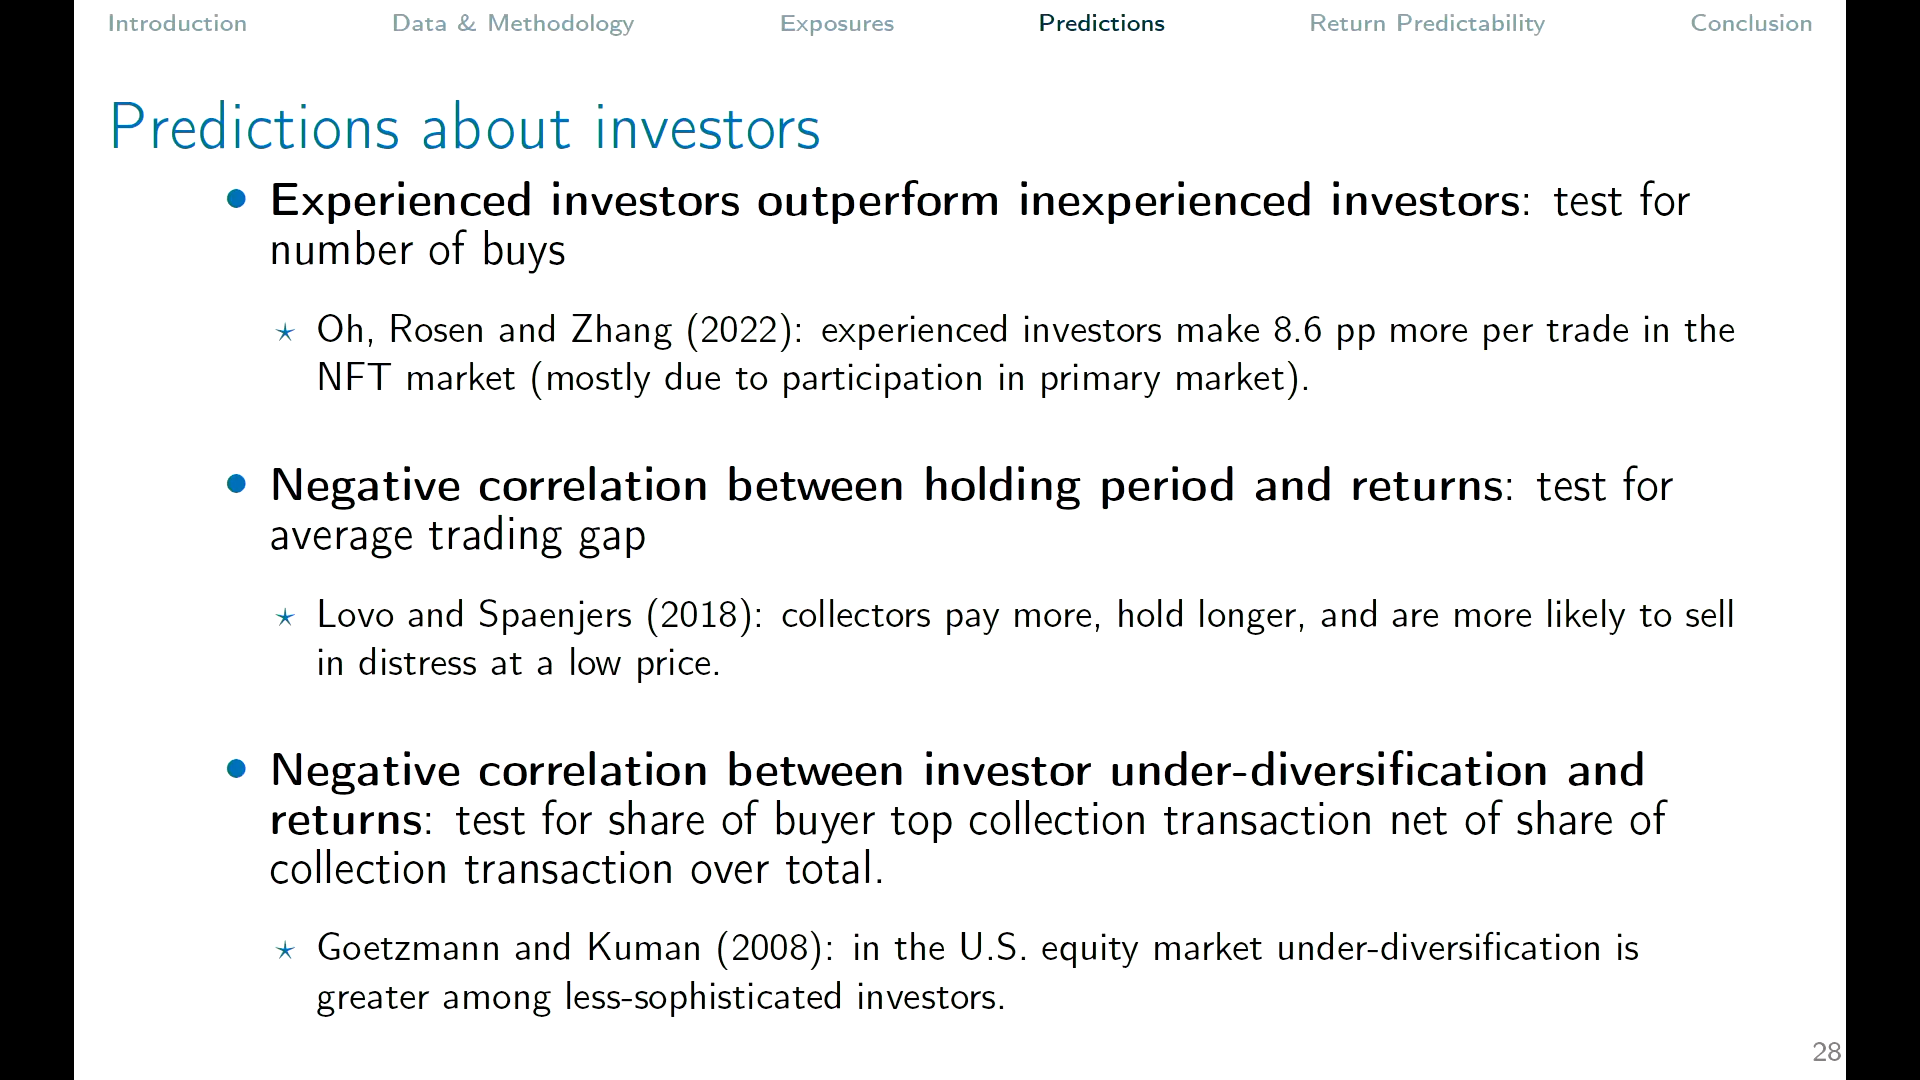 Introduction Data & Methodology Exposures Predictions Return Predictability Conclusion
Predictions about investors
• Experienced investors outperform inexperienced investors: test for
number of buys
⋆ Oh, Rosen and Zhang (2022): experienced investors make 8.6 pp more per trade in the
NFT market (mostly due to participation in primary market).
• Negative correlation between holding period and returns: test for
average trading gap
⋆ Lovo and Spaenjers (2018): collectors pay more, hold longer, and are more likely to sell
in distress at a low price.
• Negative correlation between investor under-diversification and
returns: test for share of buyer top collection transaction net of share of
collection transaction over total.
⋆ Goetzmann and Kuman (2008): in the U.S. equity market under-diversification is
greater among less-sophisticated investors.
28